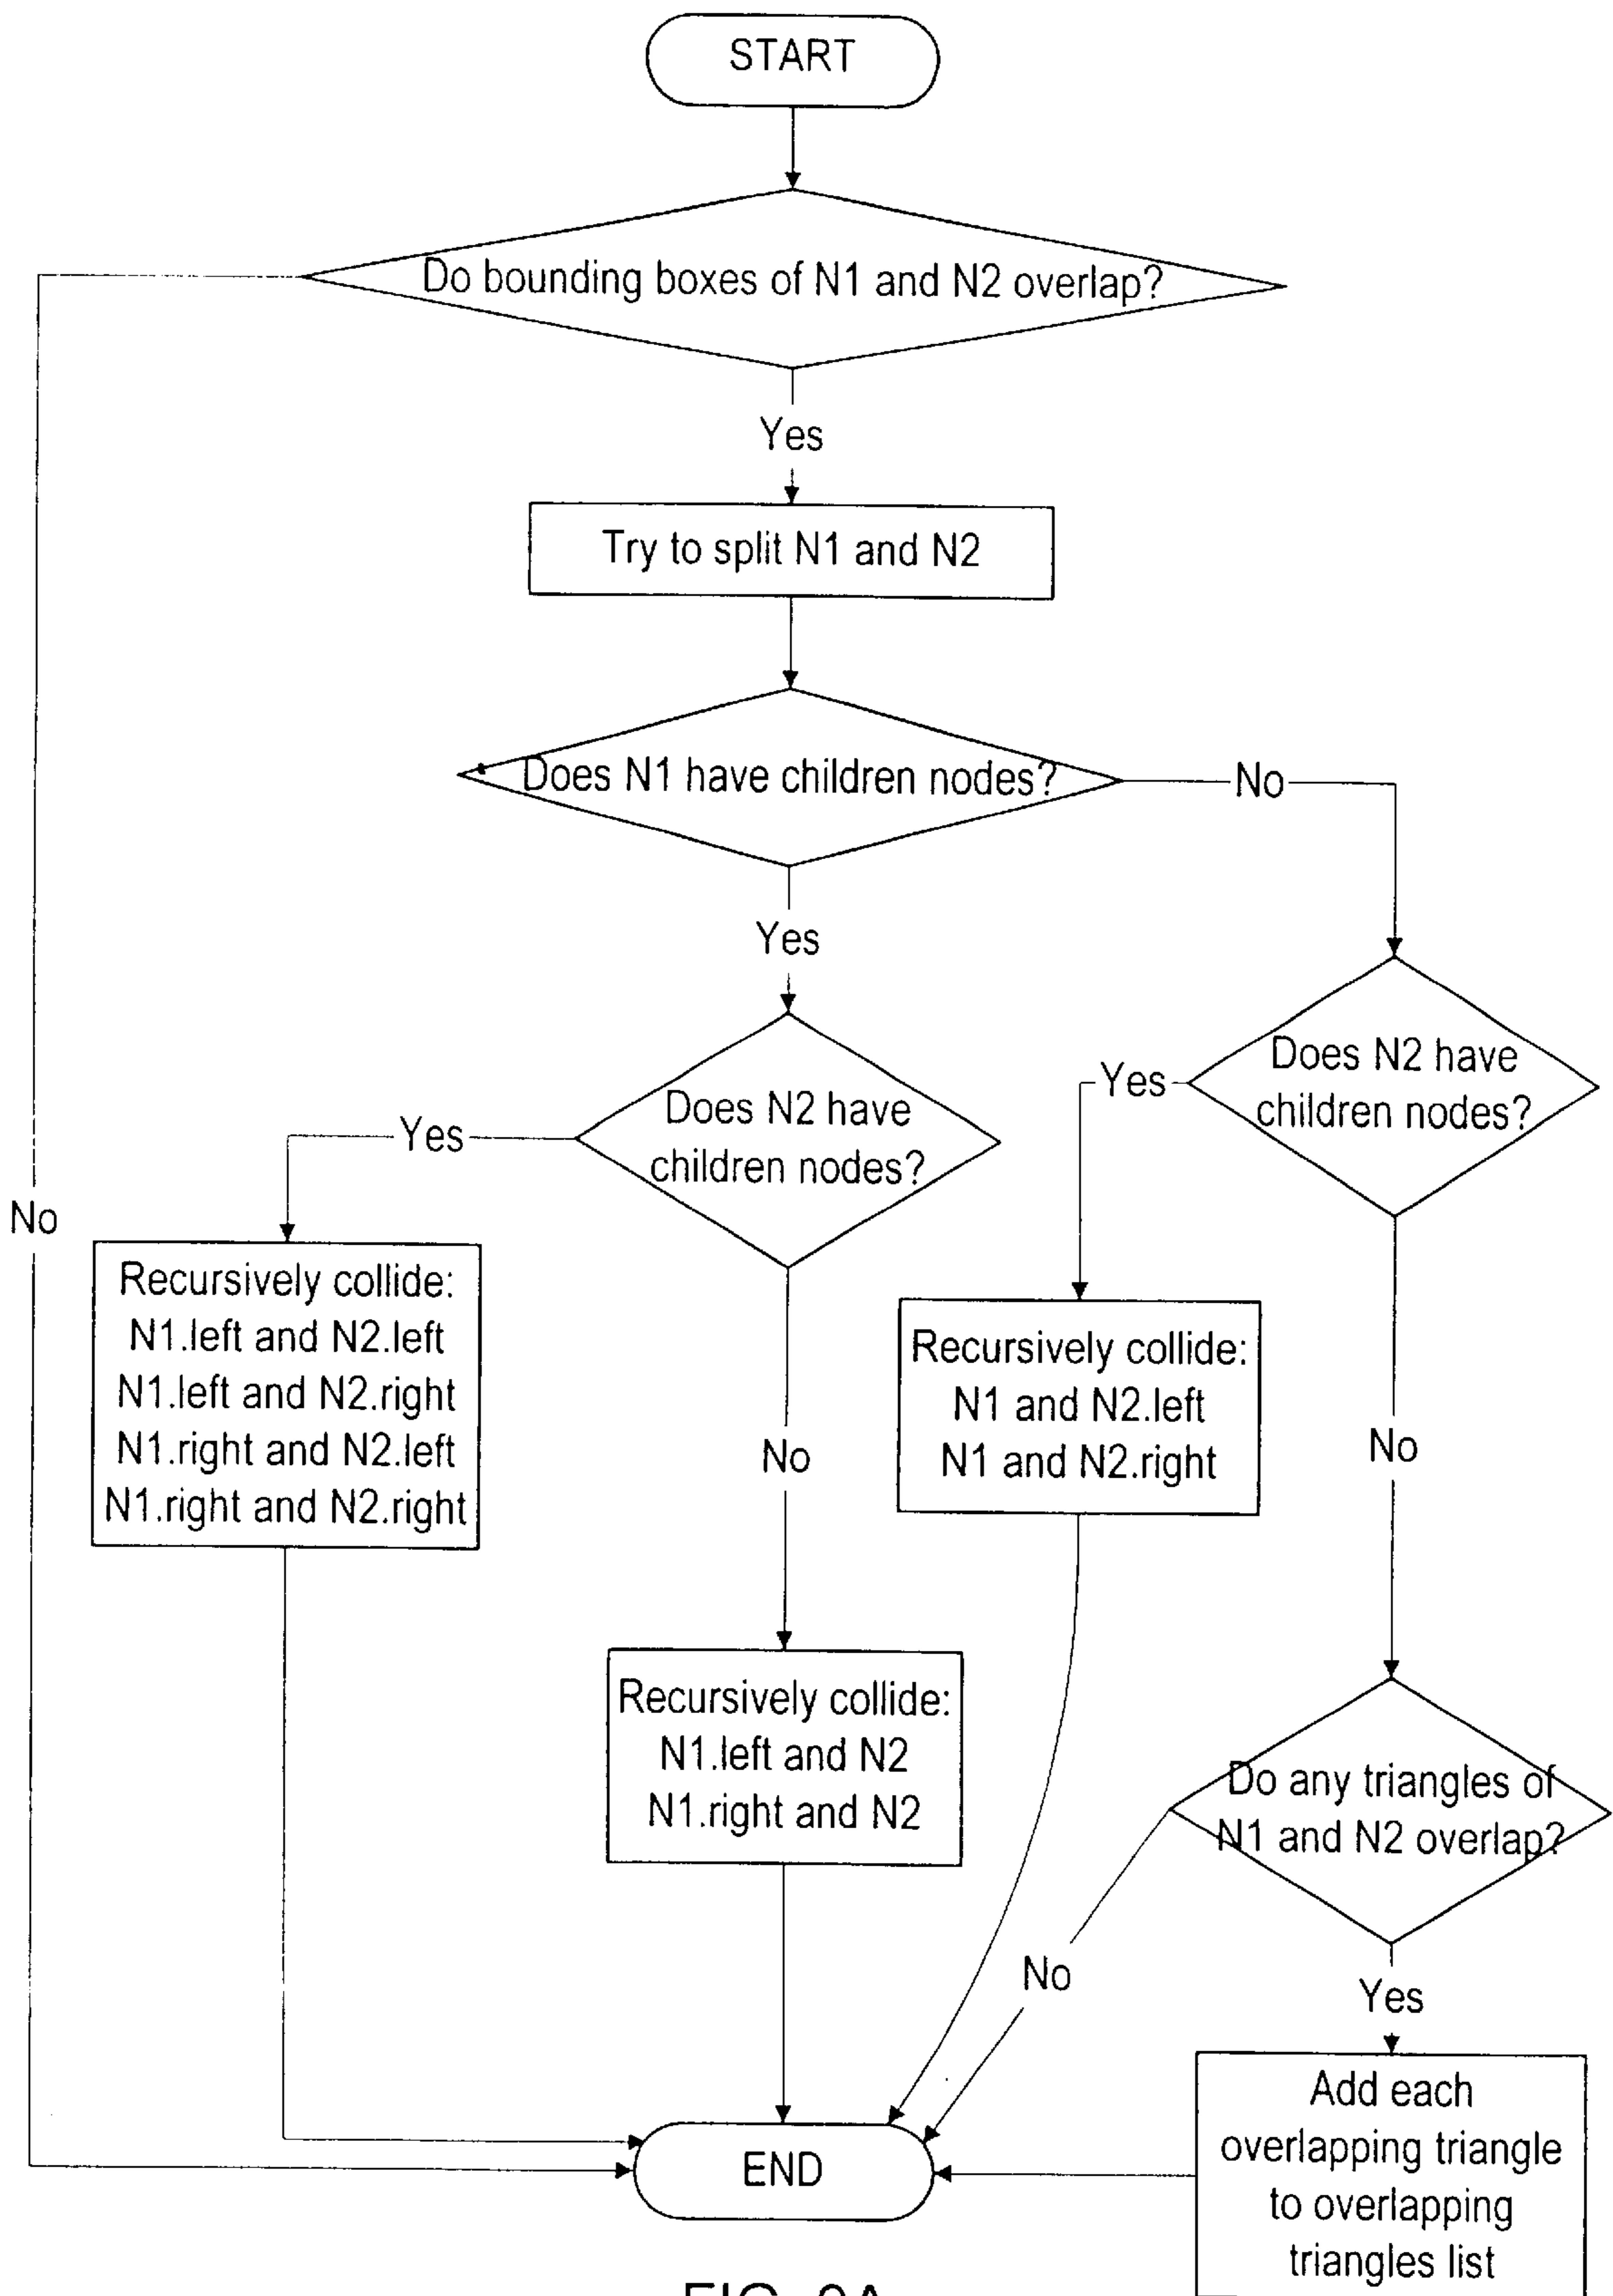 START
Do bounding boxes of N1 and N2 overlap?
Yes
Try to split N1 and N2
Does N1 have children nodes?
No
Yes
Does N2 have
children nodes?
Yes
Does N2 have
children nodes?
Yes
No
Recursively collide:
N1.left and N2.left
N1.left and N2.right
N1.right and N2.left
N1.right and N2.right
Recursively collide:
N1 and N2.left
N1 and N2.right
No
No
Recursively collide:
N1.left and N2
N1.right and N2
Do any triangles of
N1 and N2 overlap?
No
Yes
END
Add each
overlapping triangle
to overlapping
triangles list
FIG.